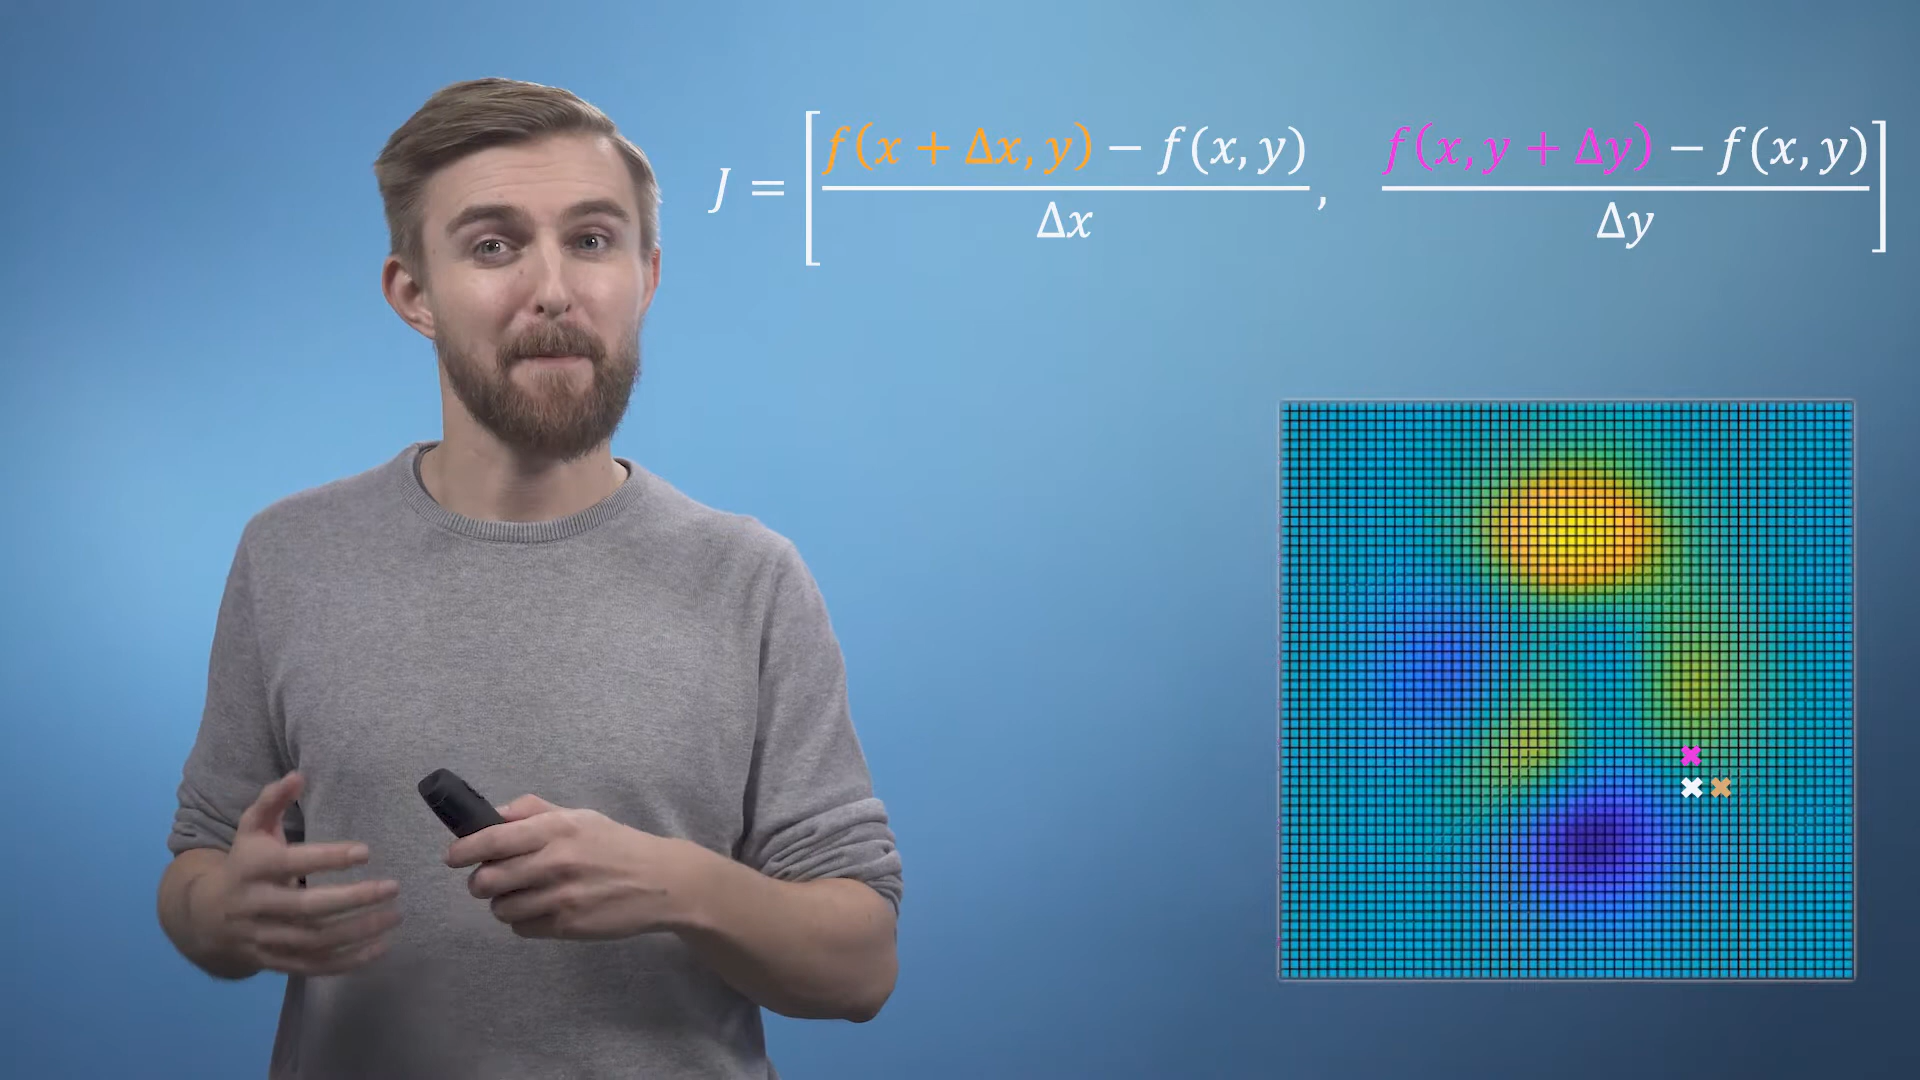 J = [ f(x + Δx, y) − f(x, y) / Δx , f(x, y + Δy) − f(x, y) / Δy ]